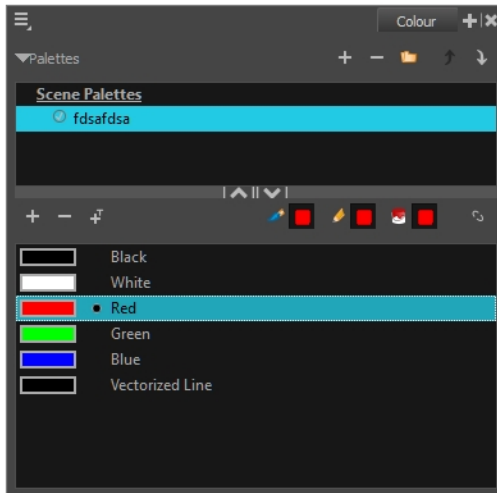 Colour
Palettes
Scene Palettes
fdsafdsa
Black
White
Red
Green
Blue
Vectorized Line